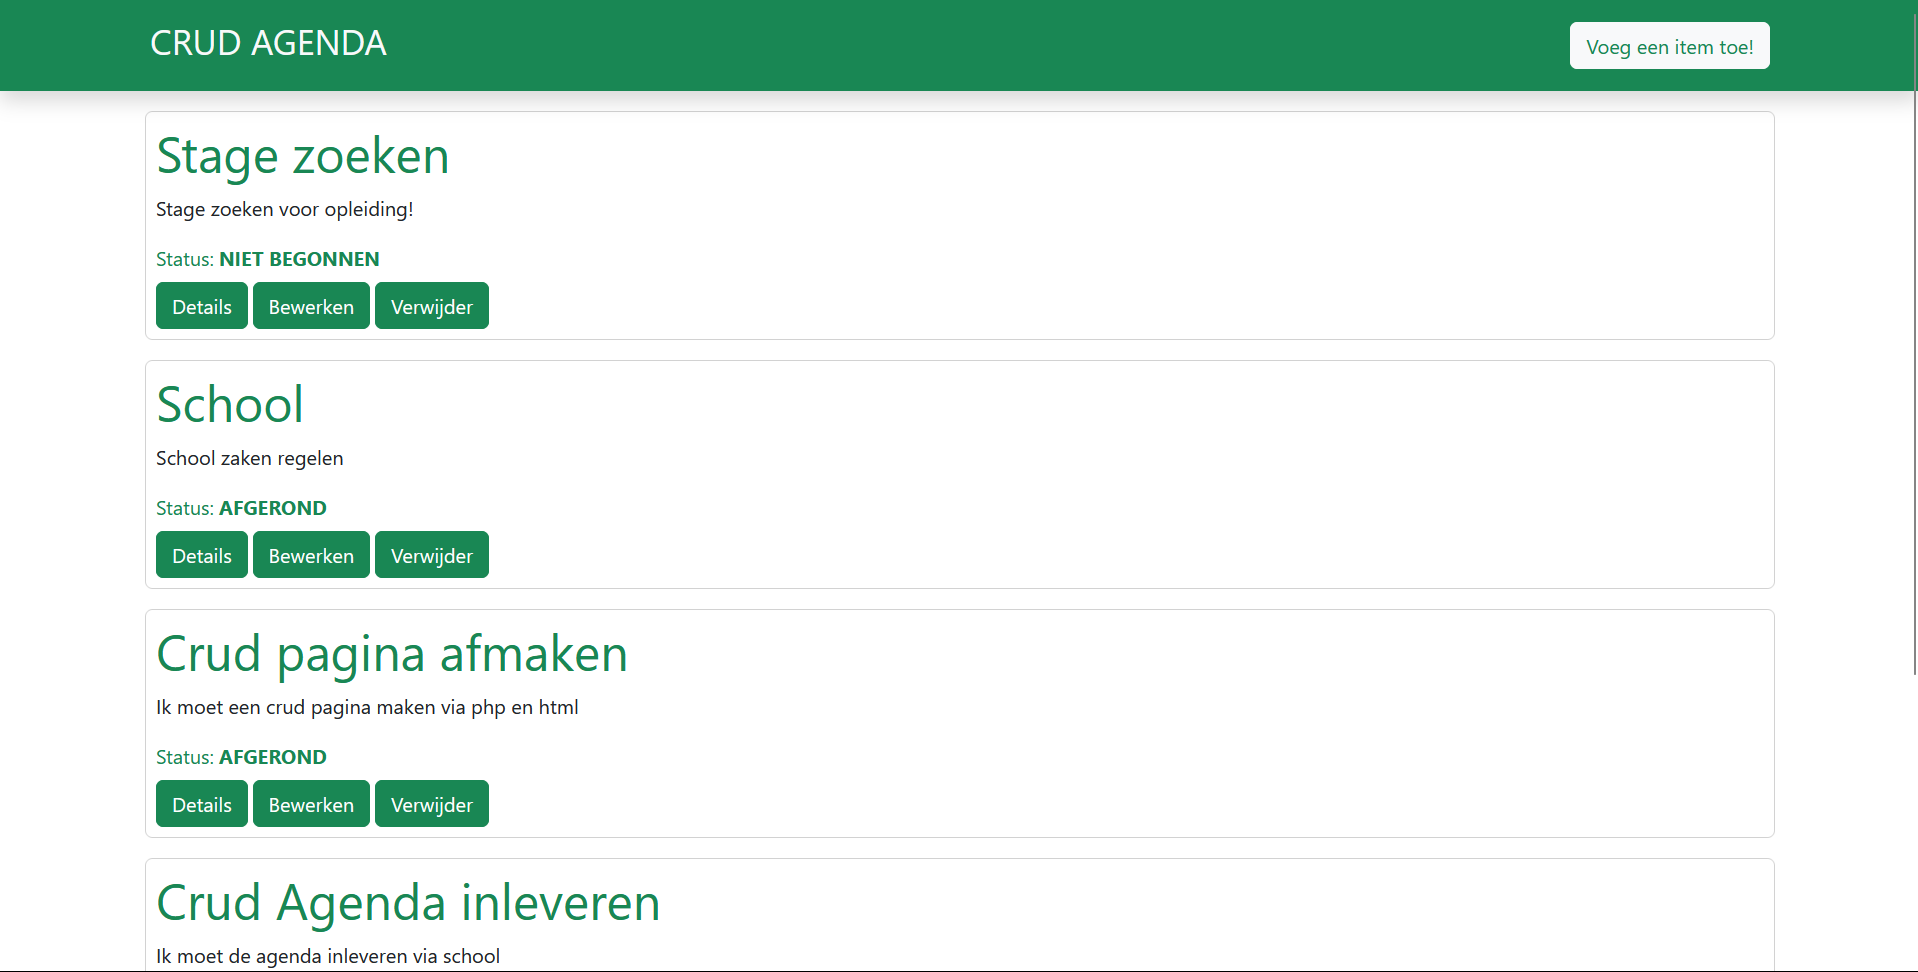 CRUD AGENDA
Voeg een item toe!
Stage zoeken
Stage zoeken voor opleiding!
Status: NIET BEGONNEN
Details Bewerken Verwijder
School
School zaken regelen
Status: AFGEROND
Details Bewerken Verwijder
Crud pagina afmaken
Ik moet een crud pagina maken via php en html
Status: AFGEROND
Details Bewerken Verwijder
Crud Agenda inleveren
Ik moet de agenda inleveren via school